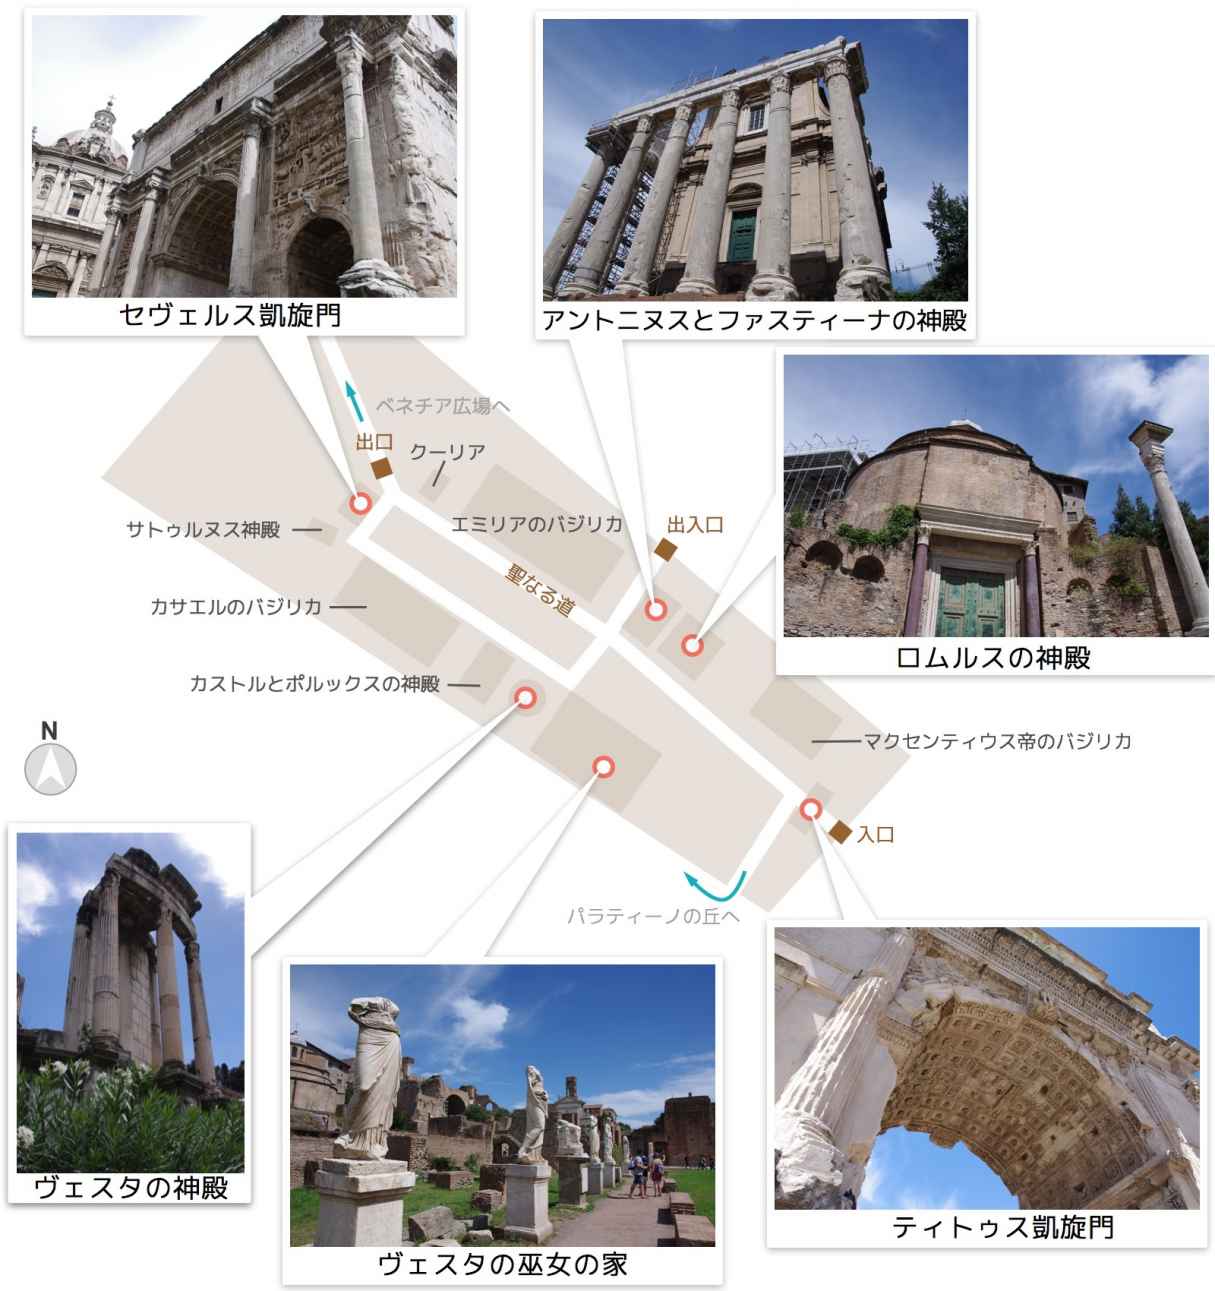 セヴェルス凱旋門
アントニヌスとファスティーナの神殿
ベネチア広場へ
出口
クーリア
サトゥルヌス神殿
エミリアのバジリカ
出入口
聖なる道
カサエルのバジリカ
ロムルスの神殿
カストルとポルックスの神殿
N
マクセンティウス帝のバジリカ
入口
パラティーノの丘へ
ヴェスタの神殿
ヴェスタの巫女の家
ティトゥス凱旋門